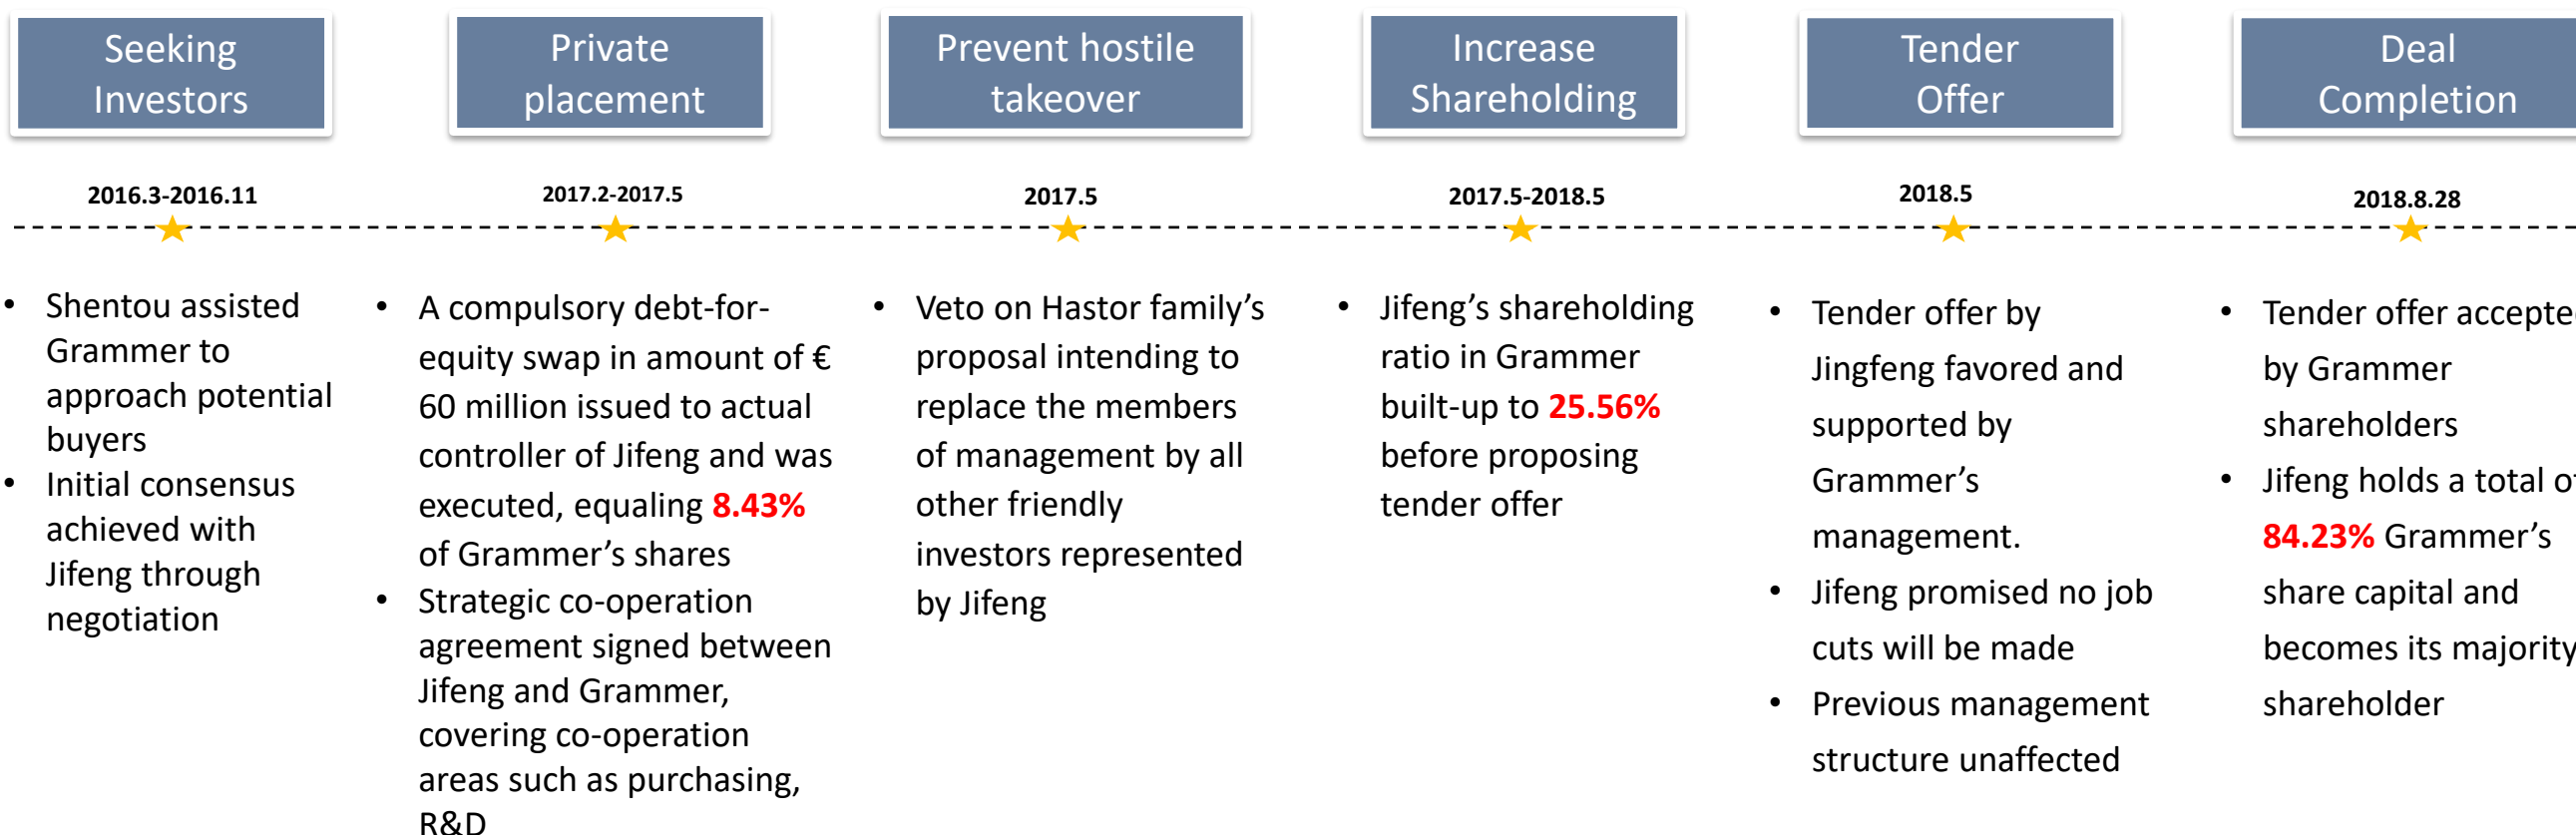 Seeking
Investors
Private
placement
Prevent hostile
takeover
Increase
Shareholding
Tender
Offer
Deal
Completion
2016.3-2016.11
2017.2-2017.5
2017.5
2017.5-2018.5
2018.5
2018.8.28
• Shentou assisted
Grammer to
approach potential
buyers
• Initial consensus
achieved with
Jifeng through
negotiation
• A compulsory debt-for-
equity swap in amount of €
60 million issued to actual
controller of Jifeng and was
executed, equaling 8.43%
of Grammer’s shares
• Strategic co-operation
agreement signed between
Jifeng and Grammer,
covering co-operation
areas such as purchasing,
R&D
• Veto on Hastor family’s
proposal intending to
replace the members
of management by all
other friendly
investors represented
by Jifeng
• Jifeng’s shareholding
ratio in Grammer
built-up to 25.56%
before proposing
tender offer
• Tender offer by
Jingfeng favored and
supported by
Grammer’s
management.
• Jifeng promised no job
cuts will be made
• Previous management
structure unaffected
• Tender offer accepted
by Grammer
shareholders
• Jifeng holds a total of
84.23% Grammer’s
share capital and
becomes its majority
shareholder